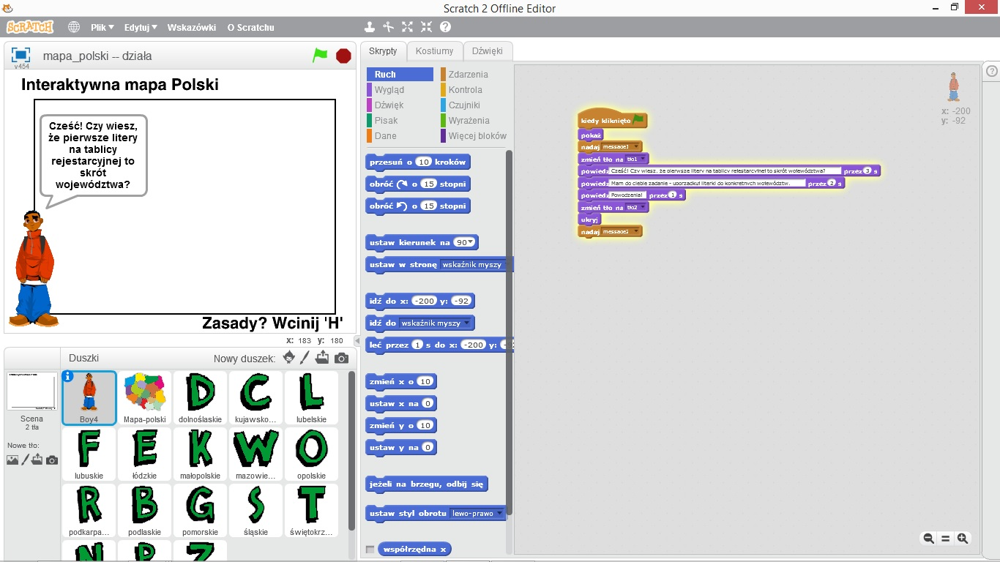 Scratch 2 Offline Editor
SCRATCH
Plik
Edytuj
Wskazówki
O Scratchu
v454
mapa_polski -- działa
Interaktywna mapa Polski
Cześć! Czy wiesz,
że pierwsze litery
na tablicy
rejestarcyjnej to
skrót
województwa?
Zasady? Wcinij 'H'
x: 183 y: 180
Duszki
Nowy duszek:
Scena
2 tła
Nowe tło:
Boy4
Mapa-polski
D
dolnoślaskie
C
kujawsko...
L
lubelskie
F
lubuskie
E
łódzkie
K
małopolskie
W
mazowie...
O
opolskie
R
podkarpa...
B
podlaskie
G
pomorskie
S
śląskie
T
świętokrz...
Skrypty
Kostiumy
Dźwięki
Ruch
Wygląd
Dźwięk
Pisak
Dane
Zdarzenia
Kontrola
Czujniki
Wyrażenia
Więcej bloków
przesuń o 10 kroków
obróć o 15 stopni
obróć o 15 stopni
ustaw kierunek na 90
ustaw w stronę wskaźnik myszy
idź do x: -200 y: -92
idź do wskaźnik myszy
leć przez 1 s do x: -200 y:
zmień x o 10
ustaw x na 0
zmień y o 10
ustaw y na 0
jeżeli na brzegu, odbij się
ustaw styl obrotu lewo-prawo
współrzędna x
kiedy kliknięto
pokaż
nadaj message1
zmień tło na tło1
powiedz Cześć! Czy wiesz, że pierwsze litery na tablicy rejestarcyjnej to skrót województwa? przez 3 s
powiedz Mam do ciebie zadanie - uporządkuj literki do konkretnych województw. przez 2 s
powiedz Powodzenia! przez 1 s
zmień tło na tło2
ukryj
nadaj message2
x: -200
y: -92